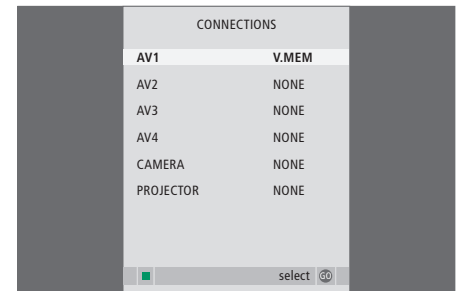 CONNECTIONS
AV1 V.MEM
AV2 NONE
AV3 NONE
AV4 NONE
CAMERA NONE
PROJECTOR NONE
select GO